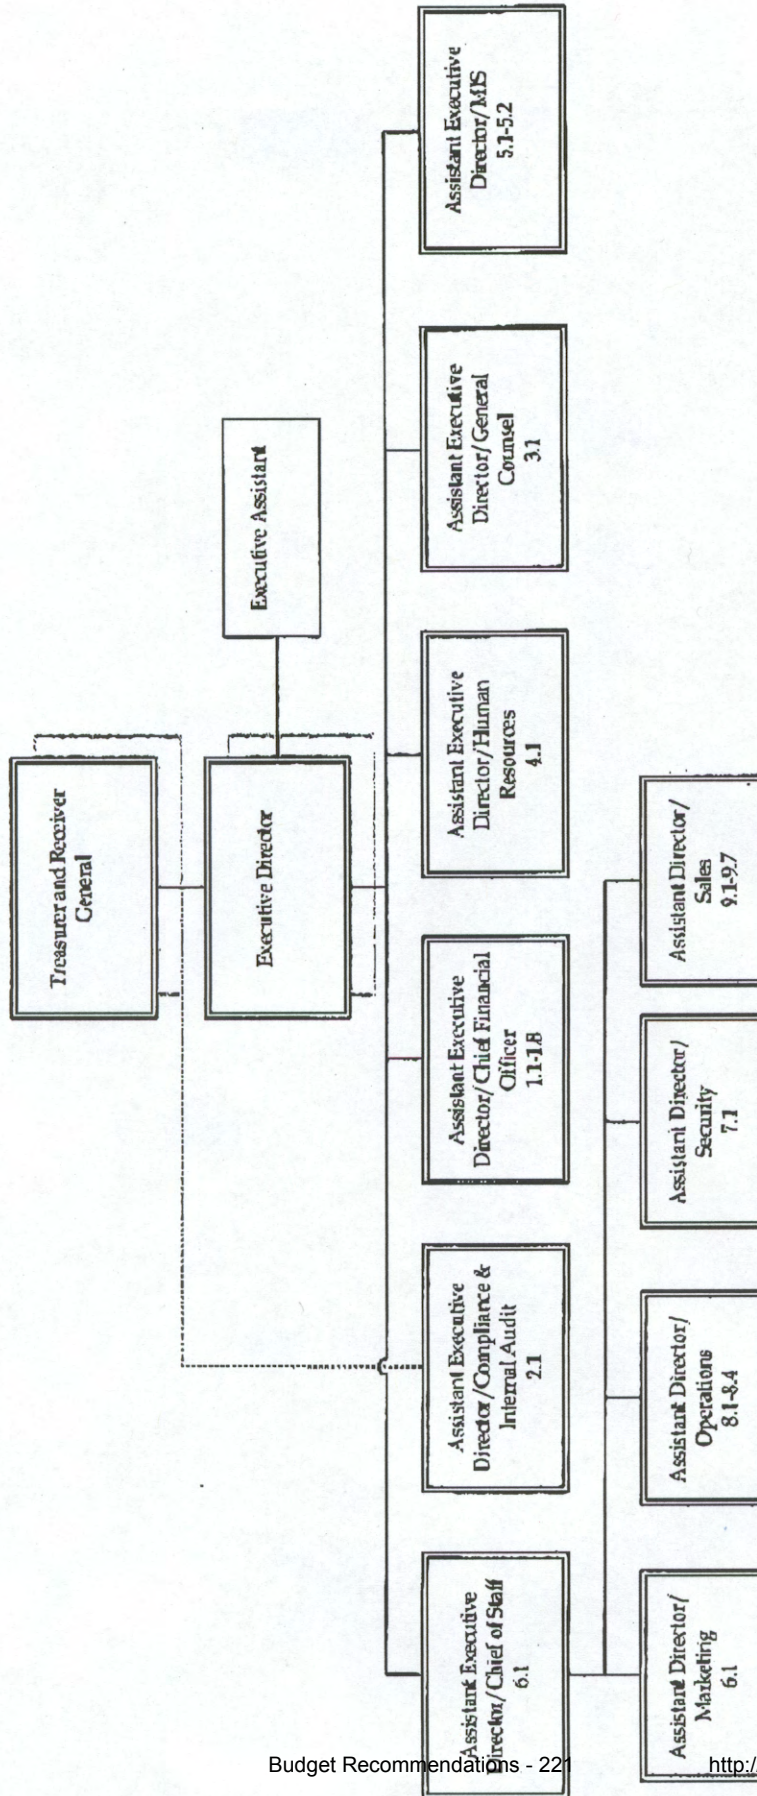 Treasurer and Receiver
General
Executive Director
Executive Assistant
Assistant Executive
Director/Chief of Staff
6.1
Assistant Executive
Director/Compliance &
Internal Audit
2.1
Assistant Executive
Director/Chief Financial
Officer
1.1-1.8
Assistant Executive
Director/Human
Resources
4.1
Assistant Executive
Director/General
Counsel
3.1
Assistant Executive
Director/MIS
5.1-5.2
Assistant Director/
Marketing
6.1
Assistant Director/
Operations
8.1-8.4
Assistant Director/
Security
7.1
Assistant Director/
Sales
9.1-9.7
Budget Recommendations - 221
http:/